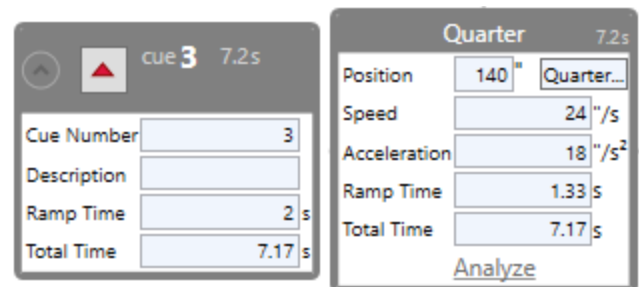 cue 3 7.2s
Cue Number 3
Description
Ramp Time 2 s
Total Time 7.17 s
Quarter 7.2s
Position 140 " Quarter...
Speed 24 "/s
Acceleration 18 "/s²
Ramp Time 1.33 s
Total Time 7.17 s
Analyze